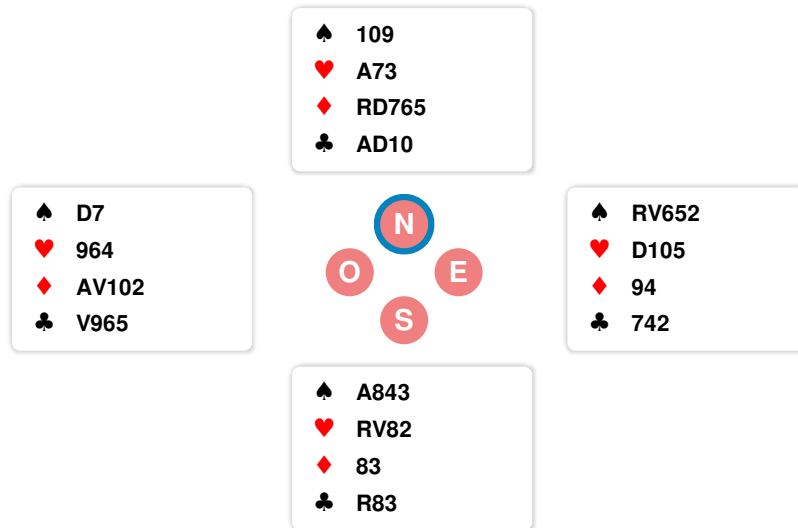 ♠ 109
♥ A73
♦ RD765
♣ AD10
♠ D7
♥ 964
♦ AV102
♣ V965
N
O E
S
♠ RV652
♥ D105
♦ 94
♣ 742
♠ A843
♥ RV82
♦ 83
♣ R83